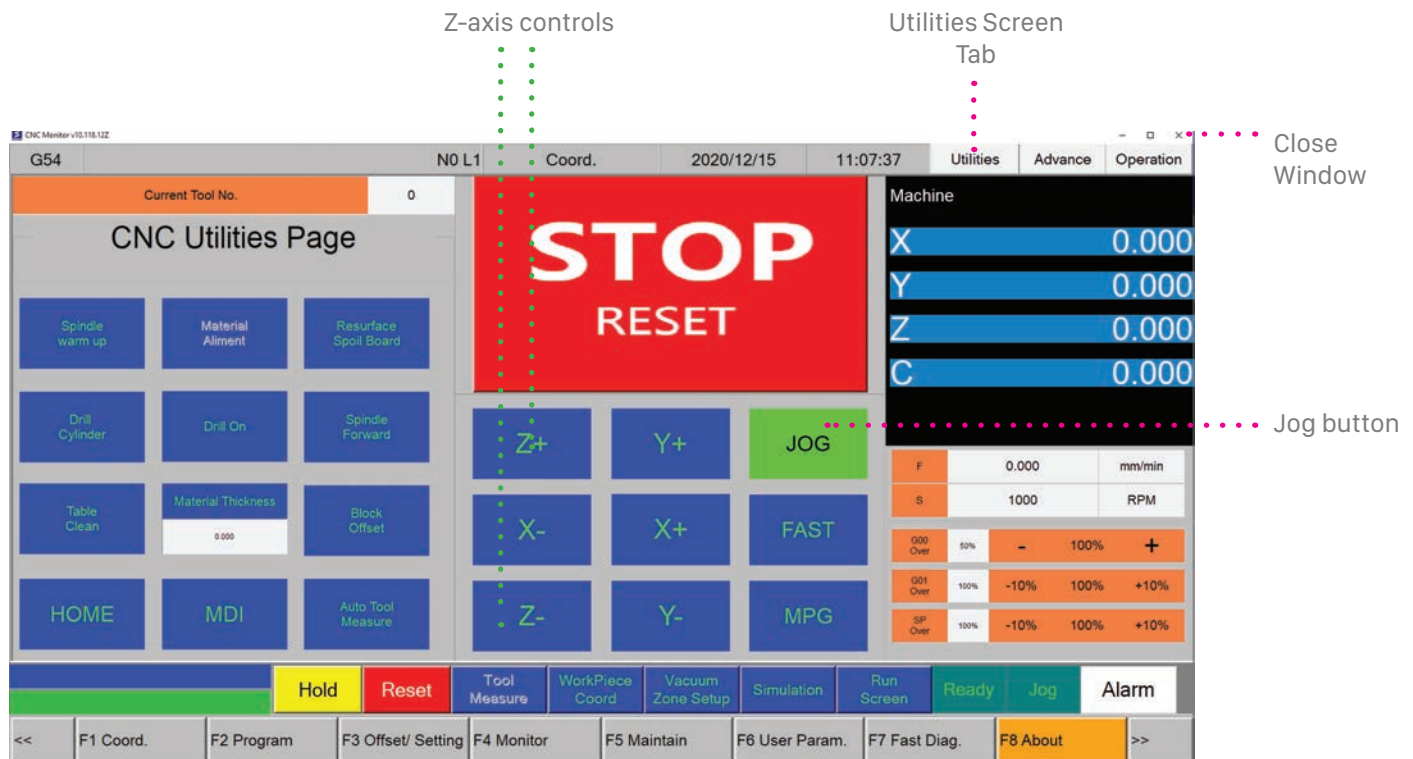 Z-axis controls
Utilities Screen
Tab
CNC Monitor v10.118.12Z
Close
Window
G54 N0 L1 Coord. 2020/12/15 11:07:37 Utilities Advance Operation
Current Tool No. 0
CNC Utilities Page
Spindle
warm up
Material
Aliment
Resurface
Spoil Board
Drill
Cylinder
Drill On
Spindle
Forward
Table
Clean
Material Thickness
0.000
Block
Offset
HOME
MDI
Auto Tool
Measure
STOP
RESET
Z+ Y+ JOG
X- X+ FAST
Z- Y- MPG
Machine
X 0.000
Y 0.000
Z 0.000
C 0.000
Jog button
F 0.000 mm/min
S 1000 RPM
G00
Over
50% - 100% +
G01
Over
100% -10% 100% +10%
SP
Over
100% -10% 100% +10%
Hold
Reset
Tool
Measure
WorkPiece
Coord
Vacuum
Zone Setup
Simulation
Run
Screen
Ready
Jog
Alarm
<< F1 Coord. F2 Program F3 Offset/ Setting F4 Monitor F5 Maintain F6 User Param. F7 Fast Diag. F8 About >>